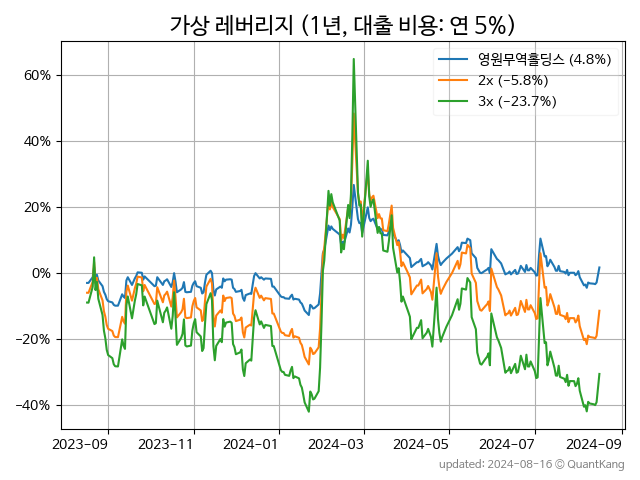 가상 레버리지 (1년, 대출 비용: 연 5%)
영원무역홀딩스 (4.8%)
2x (−5.8%)
3x (−23.7%)
60%
40%
20%
0%
−20%
−40%
2023-09
2023-11
2024-01
2024-03
2024-05
2024-07
2024-09
updated: 2024-08-16 © QuantKang